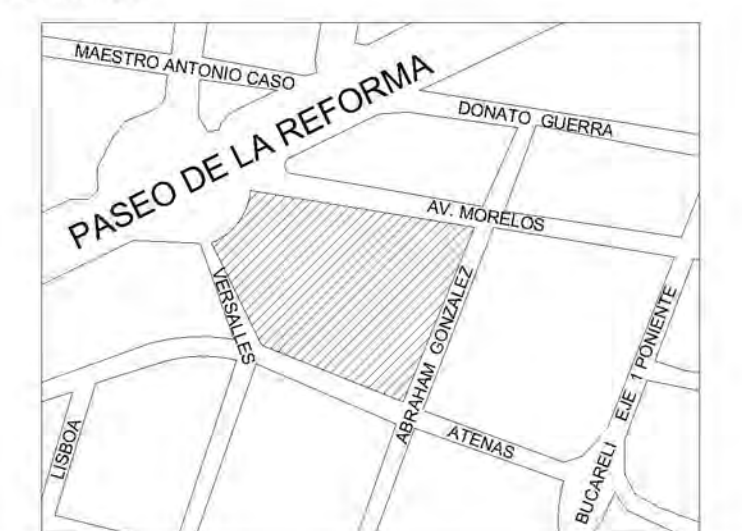 MAESTRO ANTONIO CASO
PASEO DE LA REFORMA
DONATO GUERRA
AV. MORELOS
VERSALLES
ABRAHAM GONZALEZ
EJE 1 PONIENTE
LISBOA
ATENAS
BUCARELI